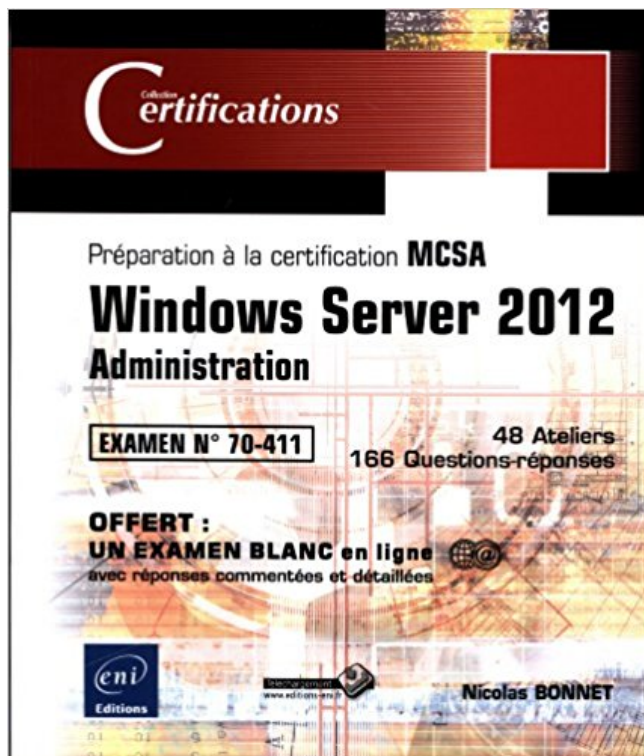 Collection
Certifications
Préparation à la certification MCSA
Windows Server 2012
Administration
EXAMEN N° 70-411
48 Ateliers
166 Questions-réponses
OFFERT :
UN EXAMEN BLANC en ligne
avec réponses commentées et détaillées
eni
Editions
Téléchargement
www.editions-eni.fr
Nicolas BONNET